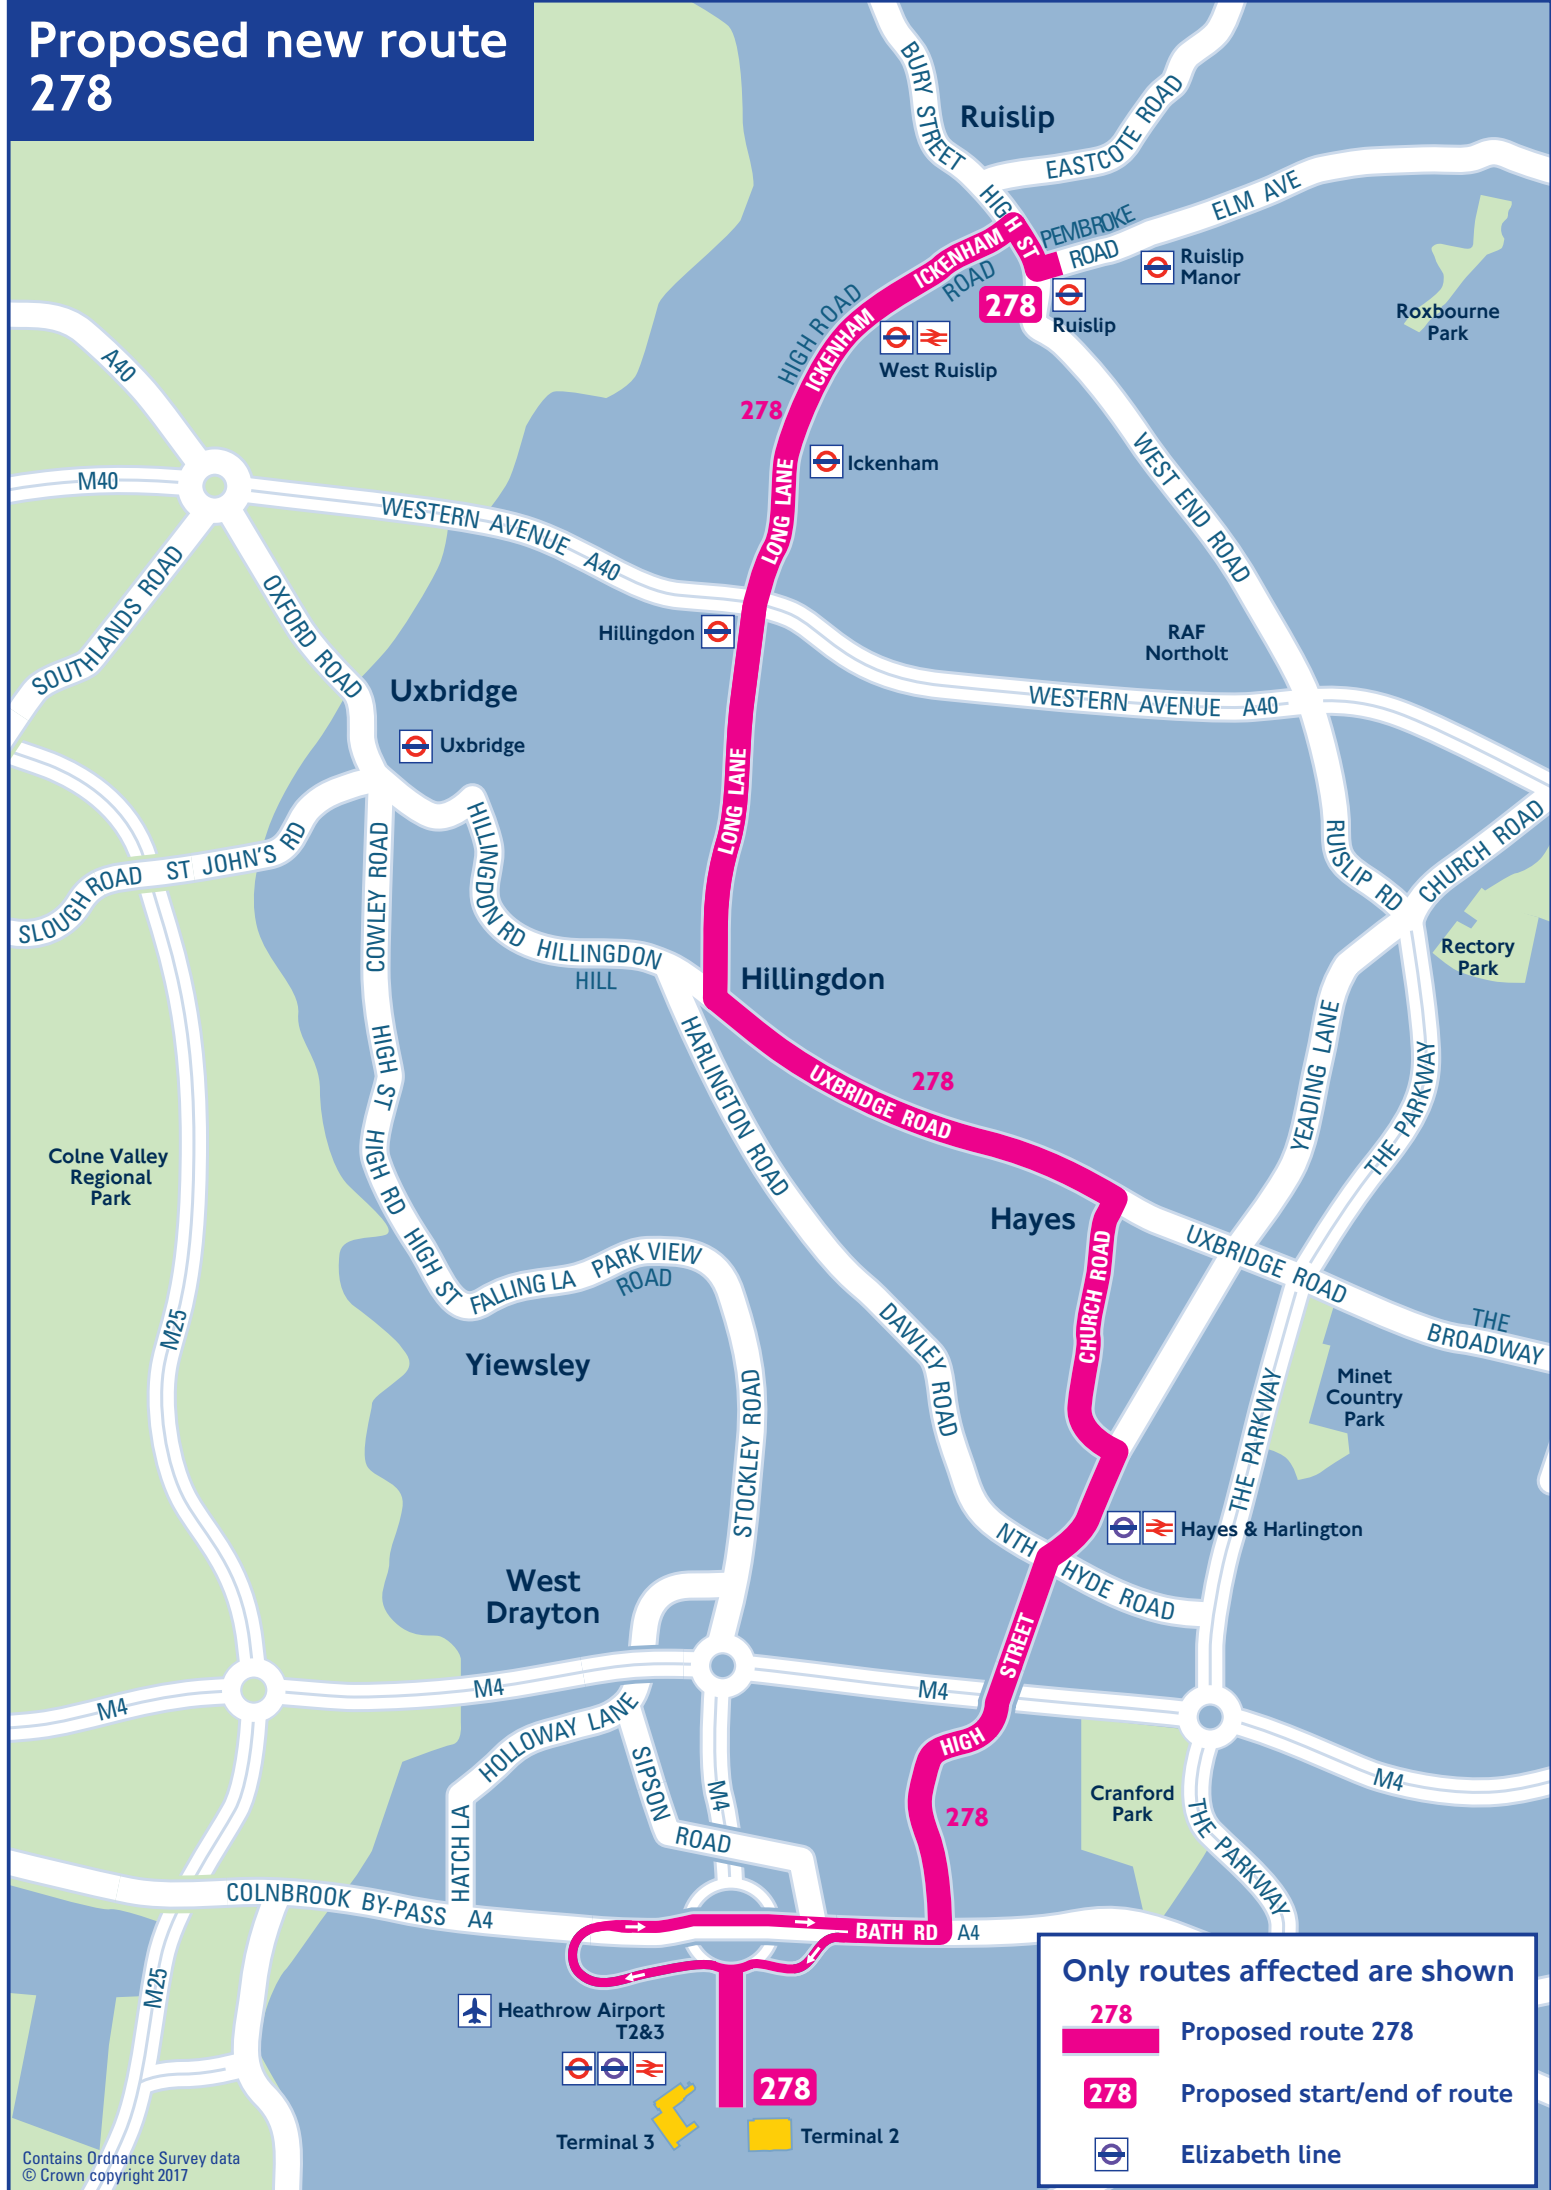 Proposed new route
278
BURY STREET
Ruislip
EASTCOTE ROAD
HIGH ST
PEMBROKE
ROAD
ELM AVE
ICKENHAM
ROAD
Ruislip
Manor
278
Ruislip
Roxbourne
Park
HIGH ROAD
ICKENHAM
West Ruislip
A40
278
Ickenham
WEST END ROAD
M40
WESTERN AVENUE A40
LONG LANE
SOUTHLANDS ROAD
OXFORD ROAD
Hillingdon
RAF
Northolt
Uxbridge
WESTERN AVENUE A40
Uxbridge
LONG LANE
HILLINGDON RD
RUISLIP RD
CHURCH ROAD
SLOUGH ROAD
ST JOHN'S RD
COWLEY ROAD
HILLINGDON
HILL
Hillingdon
Rectory
Park
HIGH ST
HARLINGTON ROAD
YEADING LANE
THE PARKWAY
278
UXBRIDGE ROAD
Colne Valley
Regional
Park
HIGH RD
HIGH ST
Hayes
UXBRIDGE ROAD
FALLING LA
PARK VIEW
ROAD
CHURCH ROAD
M25
DAWLEY ROAD
THE
BROADWAY
Yiewsley
Minet
Country
Park
STOCKLEY ROAD
THE PARKWAY
Hayes & Harlington
NTH HYDE ROAD
West
Drayton
STREET
M4
M4
M4
HOLLOWAY LANE
HIGH
SIPSON
ROAD
M4
M4
Cranford
Park
278
THE PARKWAY
HATCH LA
COLNBROOK BY-PASS A4
BATH RD
A4
M25
Heathrow Airport
T2&3
278
Terminal 3
Terminal 2
Only routes affected are shown
278
Proposed route 278
278
Proposed start/end of route
Elizabeth line
Contains Ordnance Survey data
© Crown copyright 2017